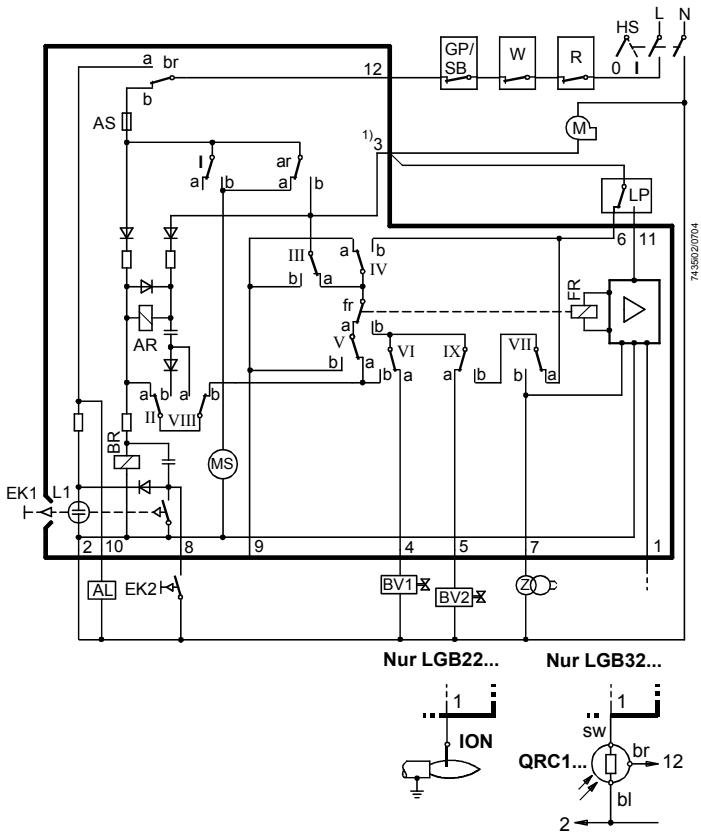 HS L N
GP/ SB W R
0 I
a br 12
b
AS
M
1) 3
I ar
a b a b
LP
6 11
743502/0704
III a b
b a IV
fr
FR
a b
AR
V VI IX VII
b a b a a b b a
a b a b
II VIII
BR
MS
EK1 L1
2 10 8 9 4 5 7 1
AL EK2 BV1 BV2 Z
Nur LGB22... Nur LGB32...
1 1
sw
ION
br
QRC1... 12
bl
2